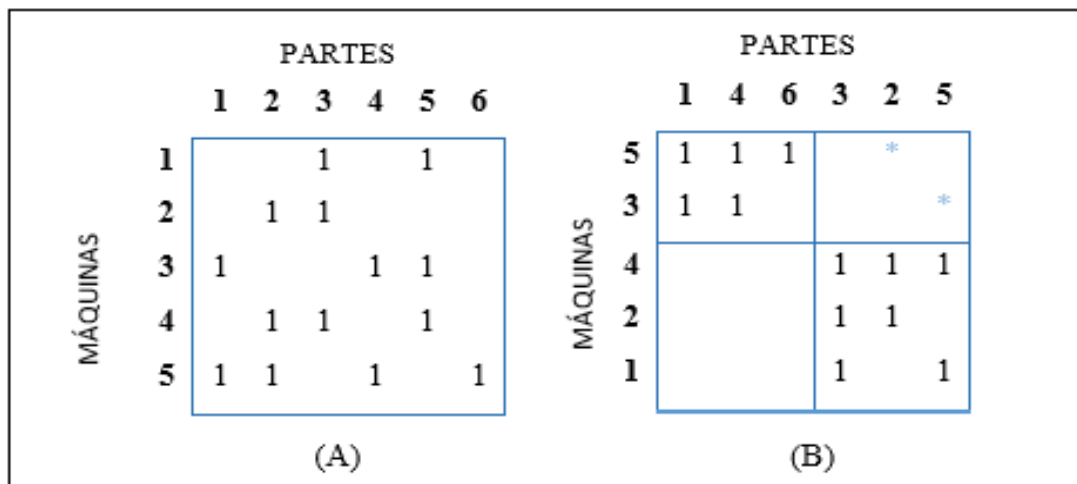 PARTES
1 2 3 4 5 6
1 1 1
2 1 1
3 1 1 1
4 1 1 1
5 1 1 1 1
MÁQUINAS
(A)
PARTES
1 4 6 3 2 5
5 1 1 1 *
3 1 1 *
4 1 1 1
2 1 1
1 1 1
MÁQUINAS
(B)